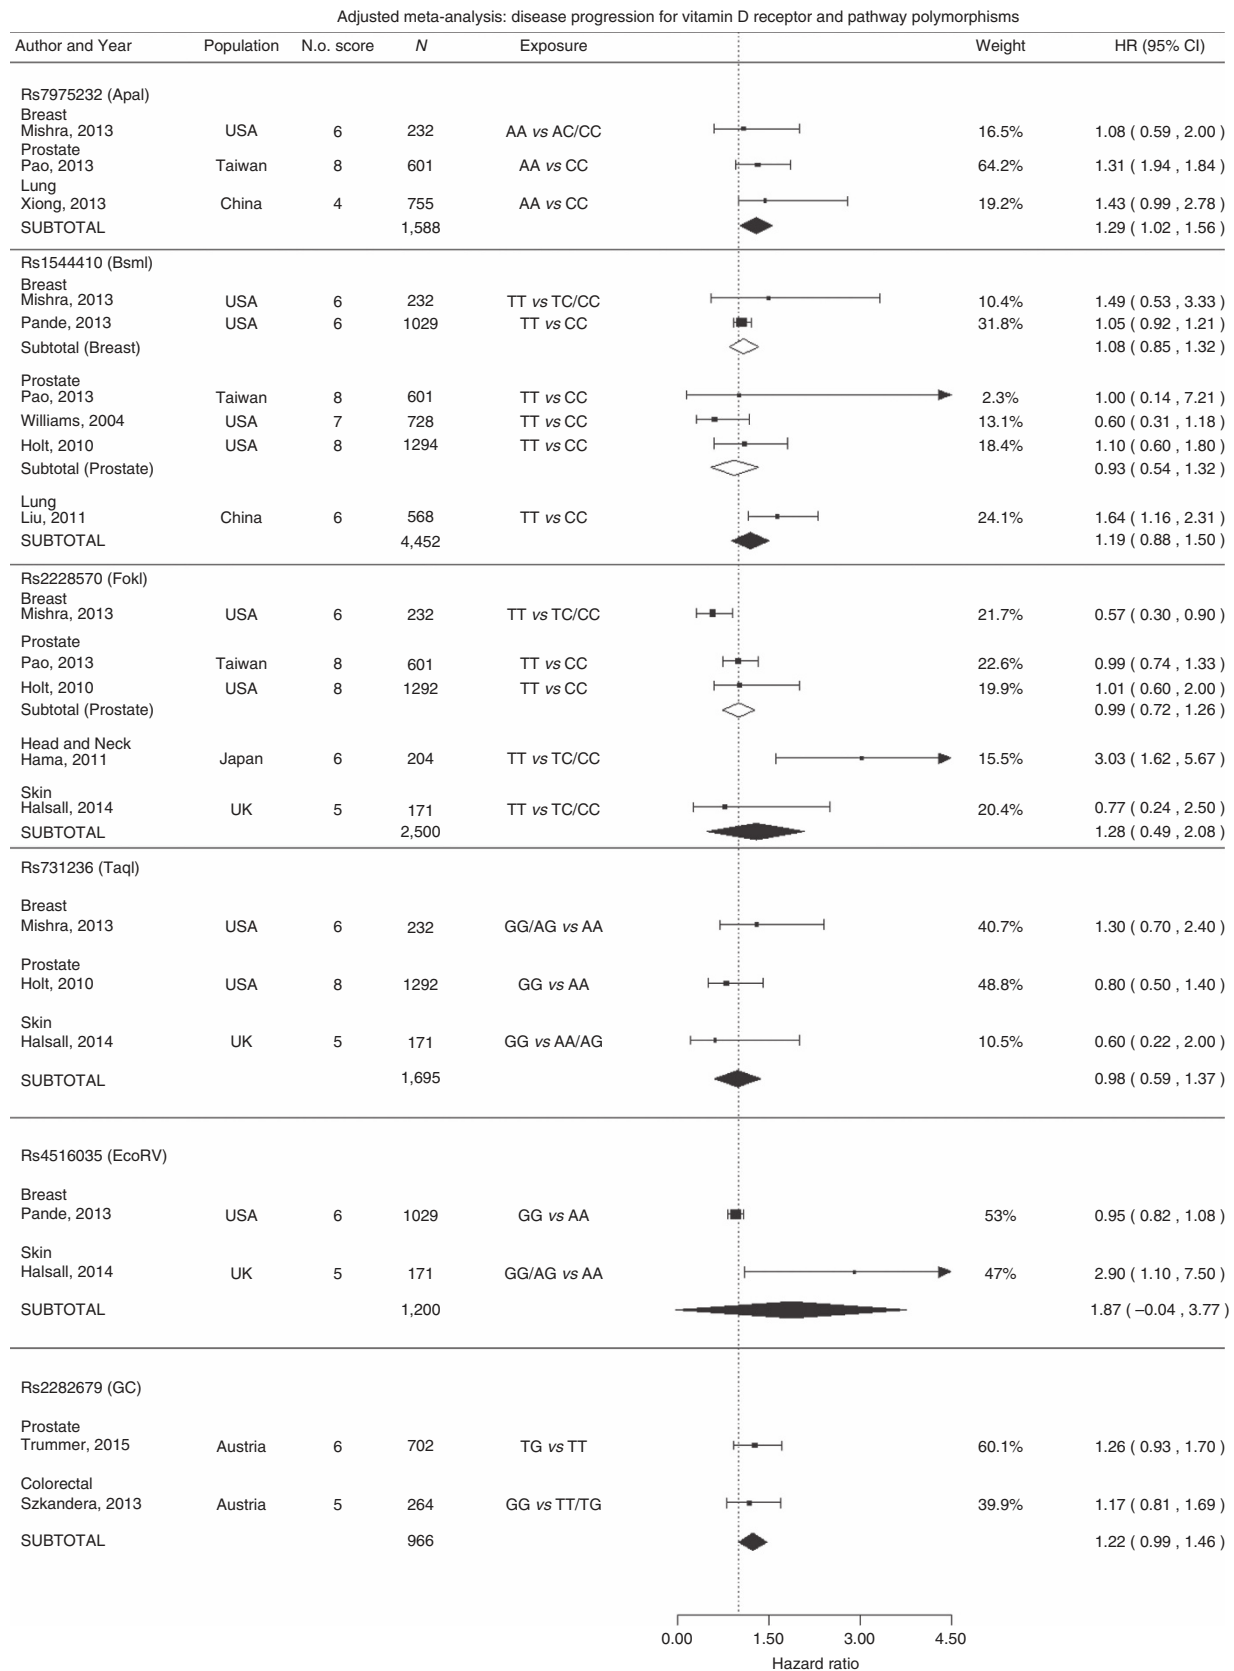 Adjusted meta-analysis: disease progression for vitamin D receptor and pathway polymorphisms
Author and Year Population N.o. score N Exposure Weight HR (95% CI)
Rs7975232 (Apal)
Breast
Mishra, 2013 USA 6 232 AA vs AC/CC 16.5% 1.08 ( 0.59 , 2.00 )
Prostate
Pao, 2013 Taiwan 8 601 AA vs CC 64.2% 1.31 ( 1.94 , 1.84 )
Lung
Xiong, 2013 China 4 755 AA vs CC 19.2% 1.43 ( 0.99 , 2.78 )
SUBTOTAL 1,588 1.29 ( 1.02 , 1.56 )
Rs1544410 (Bsml)
Breast
Mishra, 2013 USA 6 232 TT vs TC/CC 10.4% 1.49 ( 0.53 , 3.33 )
Pande, 2013 USA 6 1029 TT vs CC 31.8% 1.05 ( 0.92 , 1.21 )
Subtotal (Breast) 1.08 ( 0.85 , 1.32 )
Prostate
Pao, 2013 Taiwan 8 601 TT vs CC 2.3% 1.00 ( 0.14 , 7.21 )
Williams, 2004 USA 7 728 TT vs CC 13.1% 0.60 ( 0.31 , 1.18 )
Holt, 2010 USA 8 1294 TT vs CC 18.4% 1.10 ( 0.60 , 1.80 )
Subtotal (Prostate) 0.93 ( 0.54 , 1.32 )
Lung
Liu, 2011 China 6 568 TT vs CC 24.1% 1.64 ( 1.16 , 2.31 )
SUBTOTAL 4,452 1.19 ( 0.88 , 1.50 )
Rs2228570 (Fokl)
Breast
Mishra, 2013 USA 6 232 TT vs TC/CC 21.7% 0.57 ( 0.30 , 0.90 )
Prostate
Pao, 2013 Taiwan 8 601 TT vs CC 22.6% 0.99 ( 0.74 , 1.33 )
Holt, 2010 USA 8 1292 TT vs CC 19.9% 1.01 ( 0.60 , 2.00 )
Subtotal (Prostate) 0.99 ( 0.72 , 1.26 )
Head and Neck
Hama, 2011 Japan 6 204 TT vs TC/CC 15.5% 3.03 ( 1.62 , 5.67 )
Skin
Halsall, 2014 UK 5 171 TT vs TC/CC 20.4% 0.77 ( 0.24 , 2.50 )
SUBTOTAL 2,500 1.28 ( 0.49 , 2.08 )
Rs731236 (Taql)
Breast
Mishra, 2013 USA 6 232 GG/AG vs AA 40.7% 1.30 ( 0.70 , 2.40 )
Prostate
Holt, 2010 USA 8 1292 GG vs AA 48.8% 0.80 ( 0.50 , 1.40 )
Skin
Halsall, 2014 UK 5 171 GG vs AA/AG 10.5% 0.60 ( 0.22 , 2.00 )
SUBTOTAL 1,695 0.98 ( 0.59 , 1.37 )
Rs4516035 (EcoRV)
Breast
Pande, 2013 USA 6 1029 GG vs AA 53% 0.95 ( 0.82 , 1.08 )
Skin
Halsall, 2014 UK 5 171 GG/AG vs AA 47% 2.90 ( 1.10 , 7.50 )
SUBTOTAL 1,200 1.87 ( –0.04 , 3.77 )
Rs2282679 (GC)
Prostate
Trummer, 2015 Austria 6 702 TG vs TT 60.1% 1.26 ( 0.93 , 1.70 )
Colorectal
Szkandera, 2013 Austria 5 264 GG vs TT/TG 39.9% 1.17 ( 0.81 , 1.69 )
SUBTOTAL 966 1.22 ( 0.99 , 1.46 )
0.00 1.50 3.00 4.50
Hazard ratio